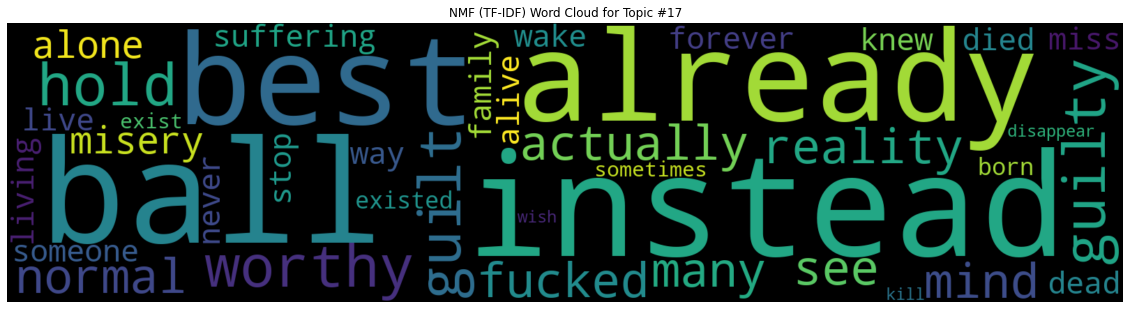 NMF (TF-IDF) Word Cloud for Topic #17
alone
suffering
wake
forever
knew
died
miss
best
already
hold
family
alive
live
exist
misery
stop
way
actually
reality
disappear
guilty
ball
living
never
existed
guilt
sometimes
born
wish
instead
someone
normal
worthy
fucked
many
see
mind
kill
dead